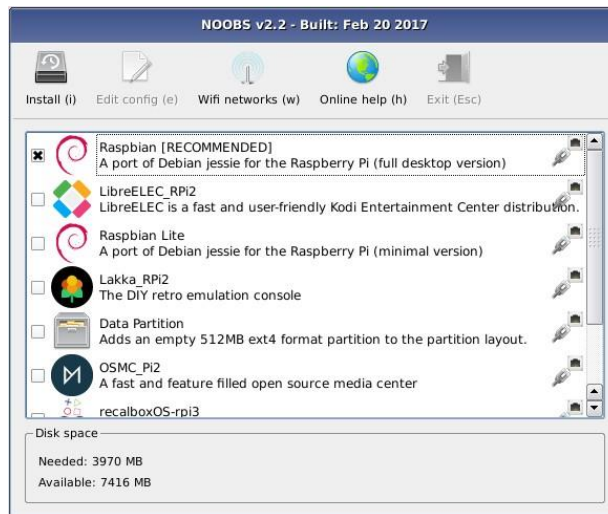 NOOBS v2.2 - Built: Feb 20 2017
Install (i) Edit config (e) Wifi networks (w) Online help (h) Exit (Esc)
Raspbian [RECOMMENDED]
A port of Debian jessie for the Raspberry Pi (full desktop version)
LibreELEC_RPi2
LibreELEC is a fast and user-friendly Kodi Entertainment Center distribution.
Raspbian Lite
A port of Debian jessie for the Raspberry Pi (minimal version)
Lakka_RPi2
The DIY retro emulation console
Data Partition
Adds an empty 512MB ext4 format partition to the partition layout.
OSMC_Pi2
A fast and feature filled open source media center
recalboxOS-rpi3
Disk space
Needed: 3970 MB
Available: 7416 MB